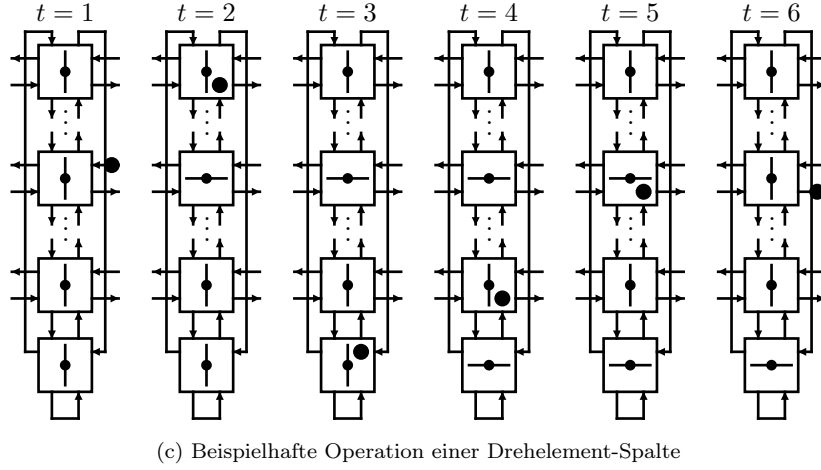 t = 1 t = 2 t = 3 t = 4 t = 5 t = 6
(c) Beispielhafte Operation einer Drehelement-Spalte